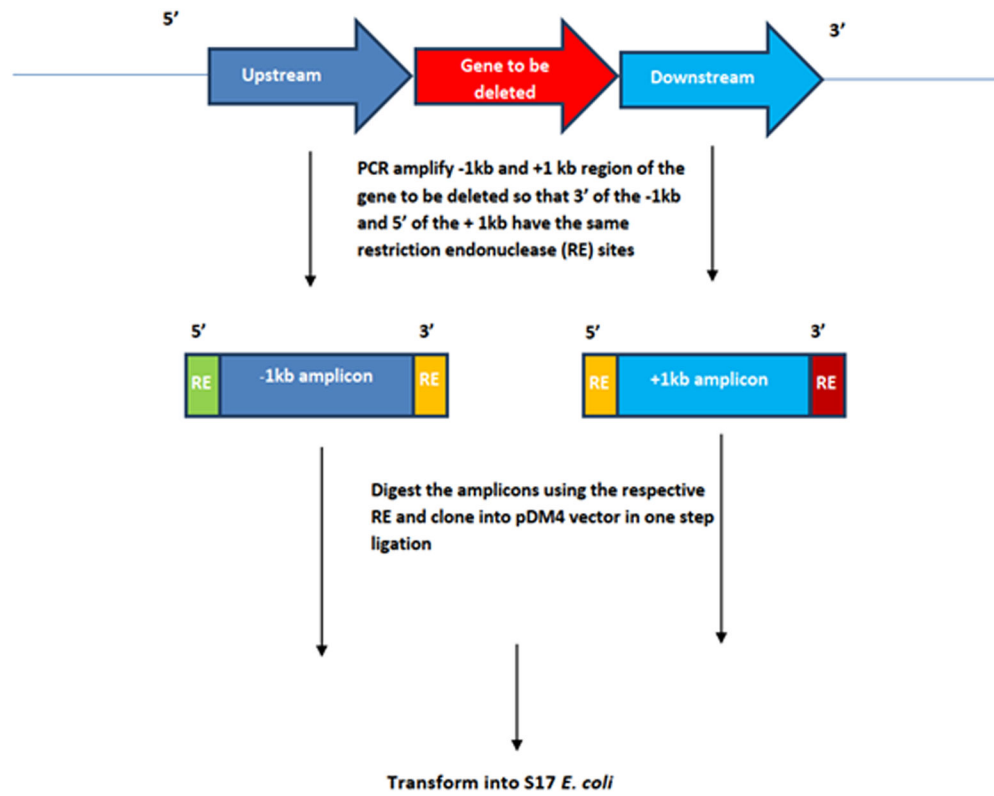 5’
3’
Upstream
Gene to be
deleted
Downstream
PCR amplify -1kb and +1 kb region of the
gene to be deleted so that 3’ of the -1kb
and 5’ of the + 1kb have the same
restriction endonuclease (RE) sites
5’
3’
5’
3’
RE
-1kb amplicon
RE
RE
+1kb amplicon
RE
Digest the amplicons using the respective
RE and clone into pDM4 vector in one step
ligation
Transform into S17 E. coli